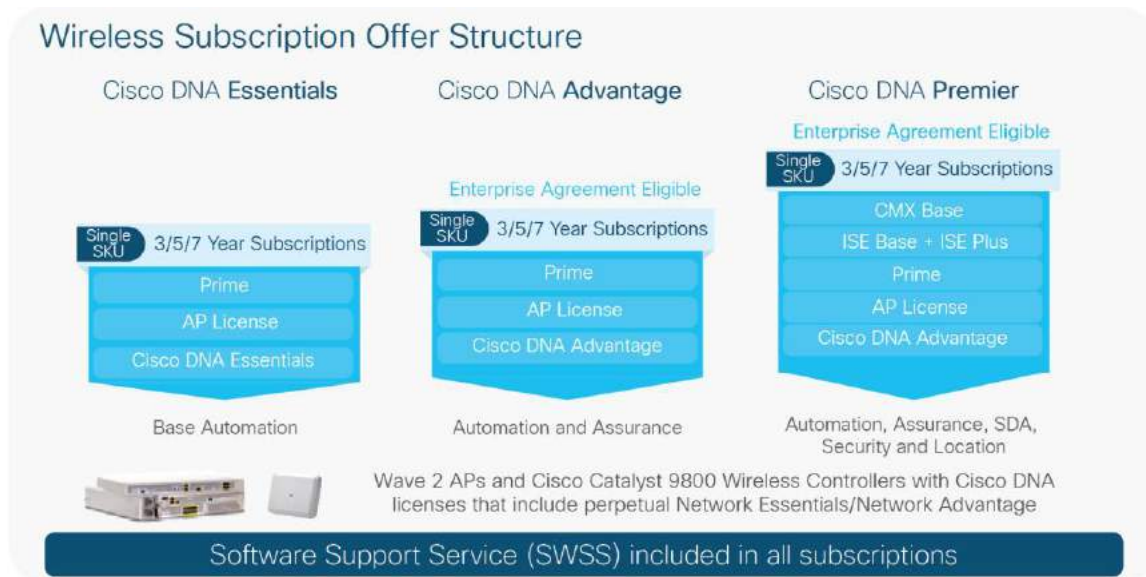 Wireless Subscription Offer Structure
Cisco DNA Essentials
Single
SKU
3/5/7 Year Subscriptions
Prime
AP License
Cisco DNA Essentials
Base Automation
Cisco DNA Advantage
Enterprise Agreement Eligible
Single
SKU
3/5/7 Year Subscriptions
Prime
AP License
Cisco DNA Advantage
Automation and Assurance
Cisco DNA Premier
Enterprise Agreement Eligible
Single
SKU
3/5/7 Year Subscriptions
CMX Base
ISE Base + ISE Plus
Prime
AP License
Cisco DNA Advantage
Automation, Assurance, SDA,
Security and Location
Wave 2 APs and Cisco Catalyst 9800 Wireless Controllers with Cisco DNA
licenses that include perpetual Network Essentials/Network Advantage
Software Support Service (SWSS) included in all subscriptions